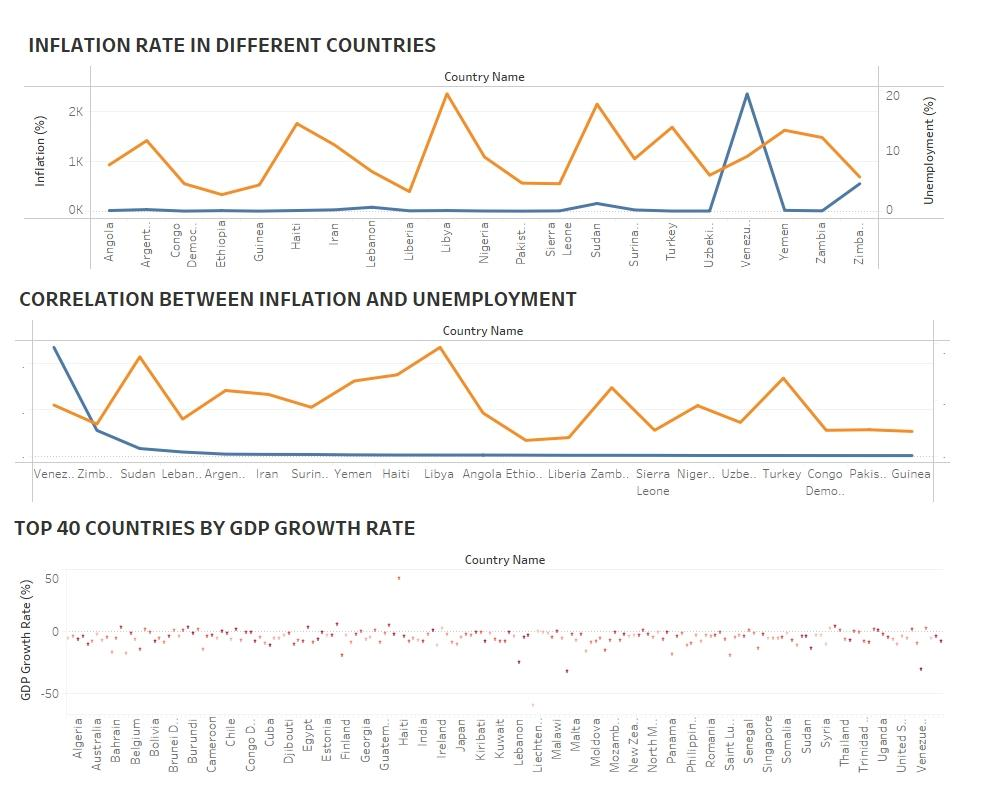 INFLATION RATE IN DIFFERENT COUNTRIES
Country Name
Inflation (%)
2K
1K
0K
20
10
0
Unemployment (%)
Angola
Argent..
Congo Democ..
Ethiopia
Guinea
Haiti
Iran
Lebanon
Liberia
Libya
Nigeria
Pakist..
Sierra Leone
Sudan
Surina..
Turkey
Uzbeki..
Venezu..
Yemen
Zambia
Zimba..
CORRELATION BETWEEN INFLATION AND UNEMPLOYMENT
Country Name
Venez.. Zimb.. Sudan Leban.. Argen.. Iran Surin.. Yemen Haiti Libya Angola Ethio.. Liberia Zamb.. Sierra Niger.. Uzbe.. Turkey Congo Pakis.. Guinea
Leone Demo..
TOP 40 COUNTRIES BY GDP GROWTH RATE
Country Name
GDP Growth Rate (%)
50
0
-50
Algeria
Australia
Bahrain
Belgium
Bolivia
Brunei D..
Burundi
Cameroon
Chile
Congo D..
Cuba
Djibouti
Egypt
Estonia
Finland
Georgia
Guatem..
Haiti
India
Ireland
Japan
Kiribati
Kuwait
Lebanon
Liechten..
Malawi
Malta
Moldova
Mozamb..
New Zea..
North M..
Panama
Philippin..
Romania
Saint Lu..
Senegal
Singapore
Somalia
Sudan
Syria
Thailand
Trinidad ..
Uganda
United S..
Venezue..